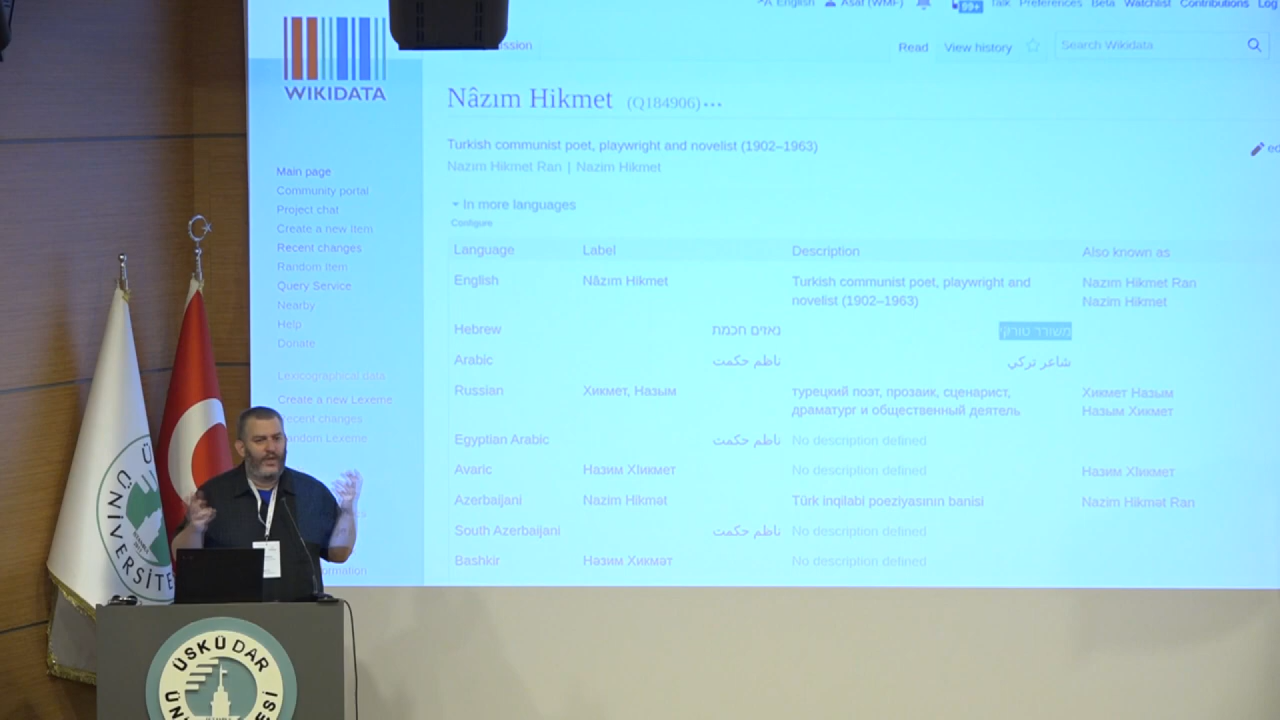 English Asaf (WMF) 99+ Talk Preferences Beta Watchlist Contributions Log
Read View history Search Wikidata
WIKIDATA
Nâzım Hikmet (Q184906)
Turkish communist poet, playwright and novelist (1902–1963)
Nazım Hikmet Ran | Nazim Hikmet
In more languages
Configure
Language Label Description Also known as
English Nâzım Hikmet Turkish communist poet, playwright and Nazım Hikmet Ran
novelist (1902–1963) Nazim Hikmet
Hebrew נאזים חכמת משורר טורקי
Arabic ناظم حكمت شاعر تركي
Russian Хикмет, Назым турецкий поэт, прозаик, сценарист, Хикмет Назым
драматург и общественный деятель Назым Хикмет
Egyptian Arabic ناظم حكمت No description defined
Avaric Назим ХIикмет No description defined Назим ХIикмет
Azerbaijani Nazim Hikmət Türk inqilabi poeziyasının banisi Nazim Hikmət Ran
South Azerbaijani ناظم حكمت No description defined
Bashkir Нәзим Хикмәт No description defined
Main page
Community portal
Project chat
Create a new Item
Recent changes
Random Item
Query Service
Nearby
Help
Donate
Lexicographical data
Create a new Lexeme
Recent changes
Random Lexeme
ÜNİVERSİTE
ÜSKÜDAR